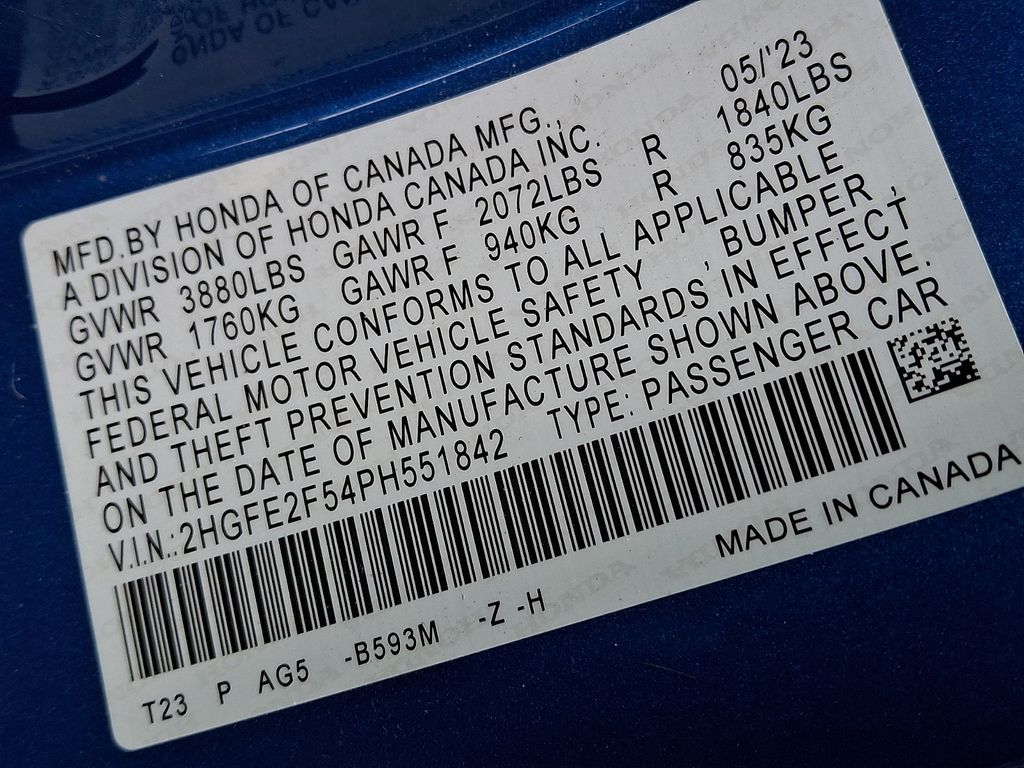 MFD.BY HONDA OF CANADA MFG., 05/'23
A DIVISION OF HONDA CANADA INC.
GVWR 3880LBS GAWR F 2072LBS R 1840LBS
GVWR 1760KG GAWR F 940KG R 835KG
THIS VEHICLE CONFORMS TO ALL APPLICABLE
FEDERAL MOTOR VEHICLE SAFETY , BUMPER ,
AND THEFT PREVENTION STANDARDS IN EFFECT
ON THE DATE OF MANUFACTURE SHOWN ABOVE.
V.I.N.:2HGFE2F54PH551842 TYPE: PASSENGER CAR
MADE IN CANADA
T23 P AG5 -B593M -Z -H